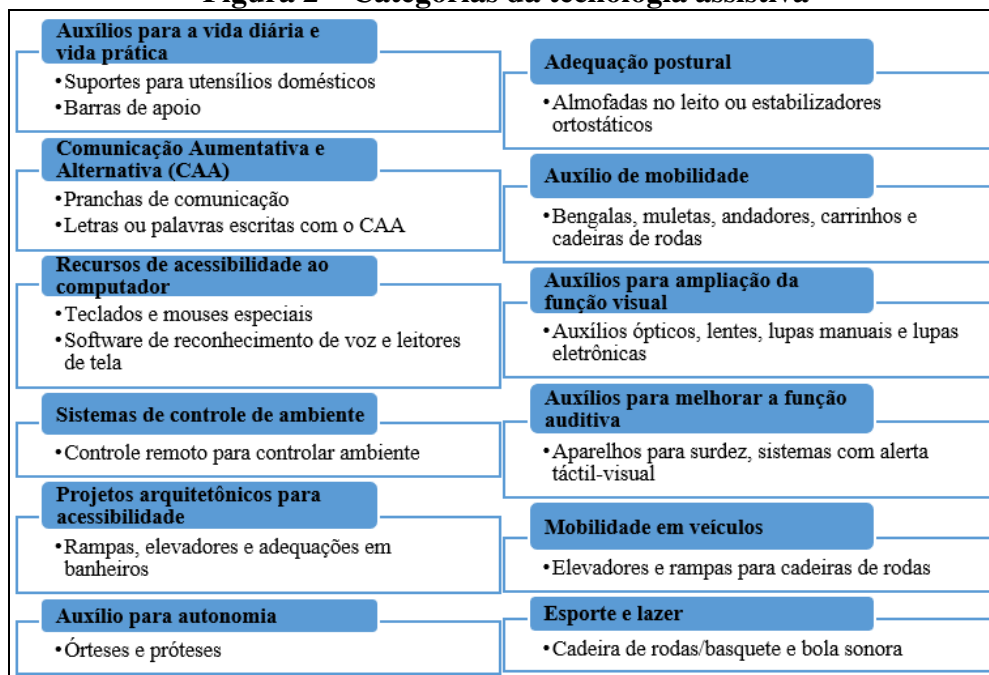 Figura 2 – Categorias da tecnologia assistiva
Auxílios para a vida diária e
vida prática
•Suportes para utensílios domésticos
•Barras de apoio
Comunicação Aumentativa e
Alternativa (CAA)
•Pranchas de comunicação
•Letras ou palavras escritas com o CAA
Recursos de acessibilidade ao
computador
•Teclados e mouses especiais
•Software de reconhecimento de voz e leitores
de tela
Sistemas de controle de ambiente
•Controle remoto para controlar ambiente
Projetos arquitetônicos para
acessibilidade
•Rampas, elevadores e adequações em
banheiros
Auxílio para autonomia
•Órteses e próteses
Adequação postural
•Almofadas no leito ou estabilizadores
ortostáticos
Auxílio de mobilidade
•Bengalas, muletas, andadores, carrinhos e
cadeiras de rodas
Auxílios para ampliação da
função visual
•Auxílios ópticos, lentes, lupas manuais e lupas
eletrônicas
Auxílios para melhorar a função
auditiva
•Aparelhos para surdez, sistemas com alerta
táctil-visual
Mobilidade em veículos
•Elevadores e rampas para cadeiras de rodas
Esporte e lazer
•Cadeira de rodas/basquete e bola sonora